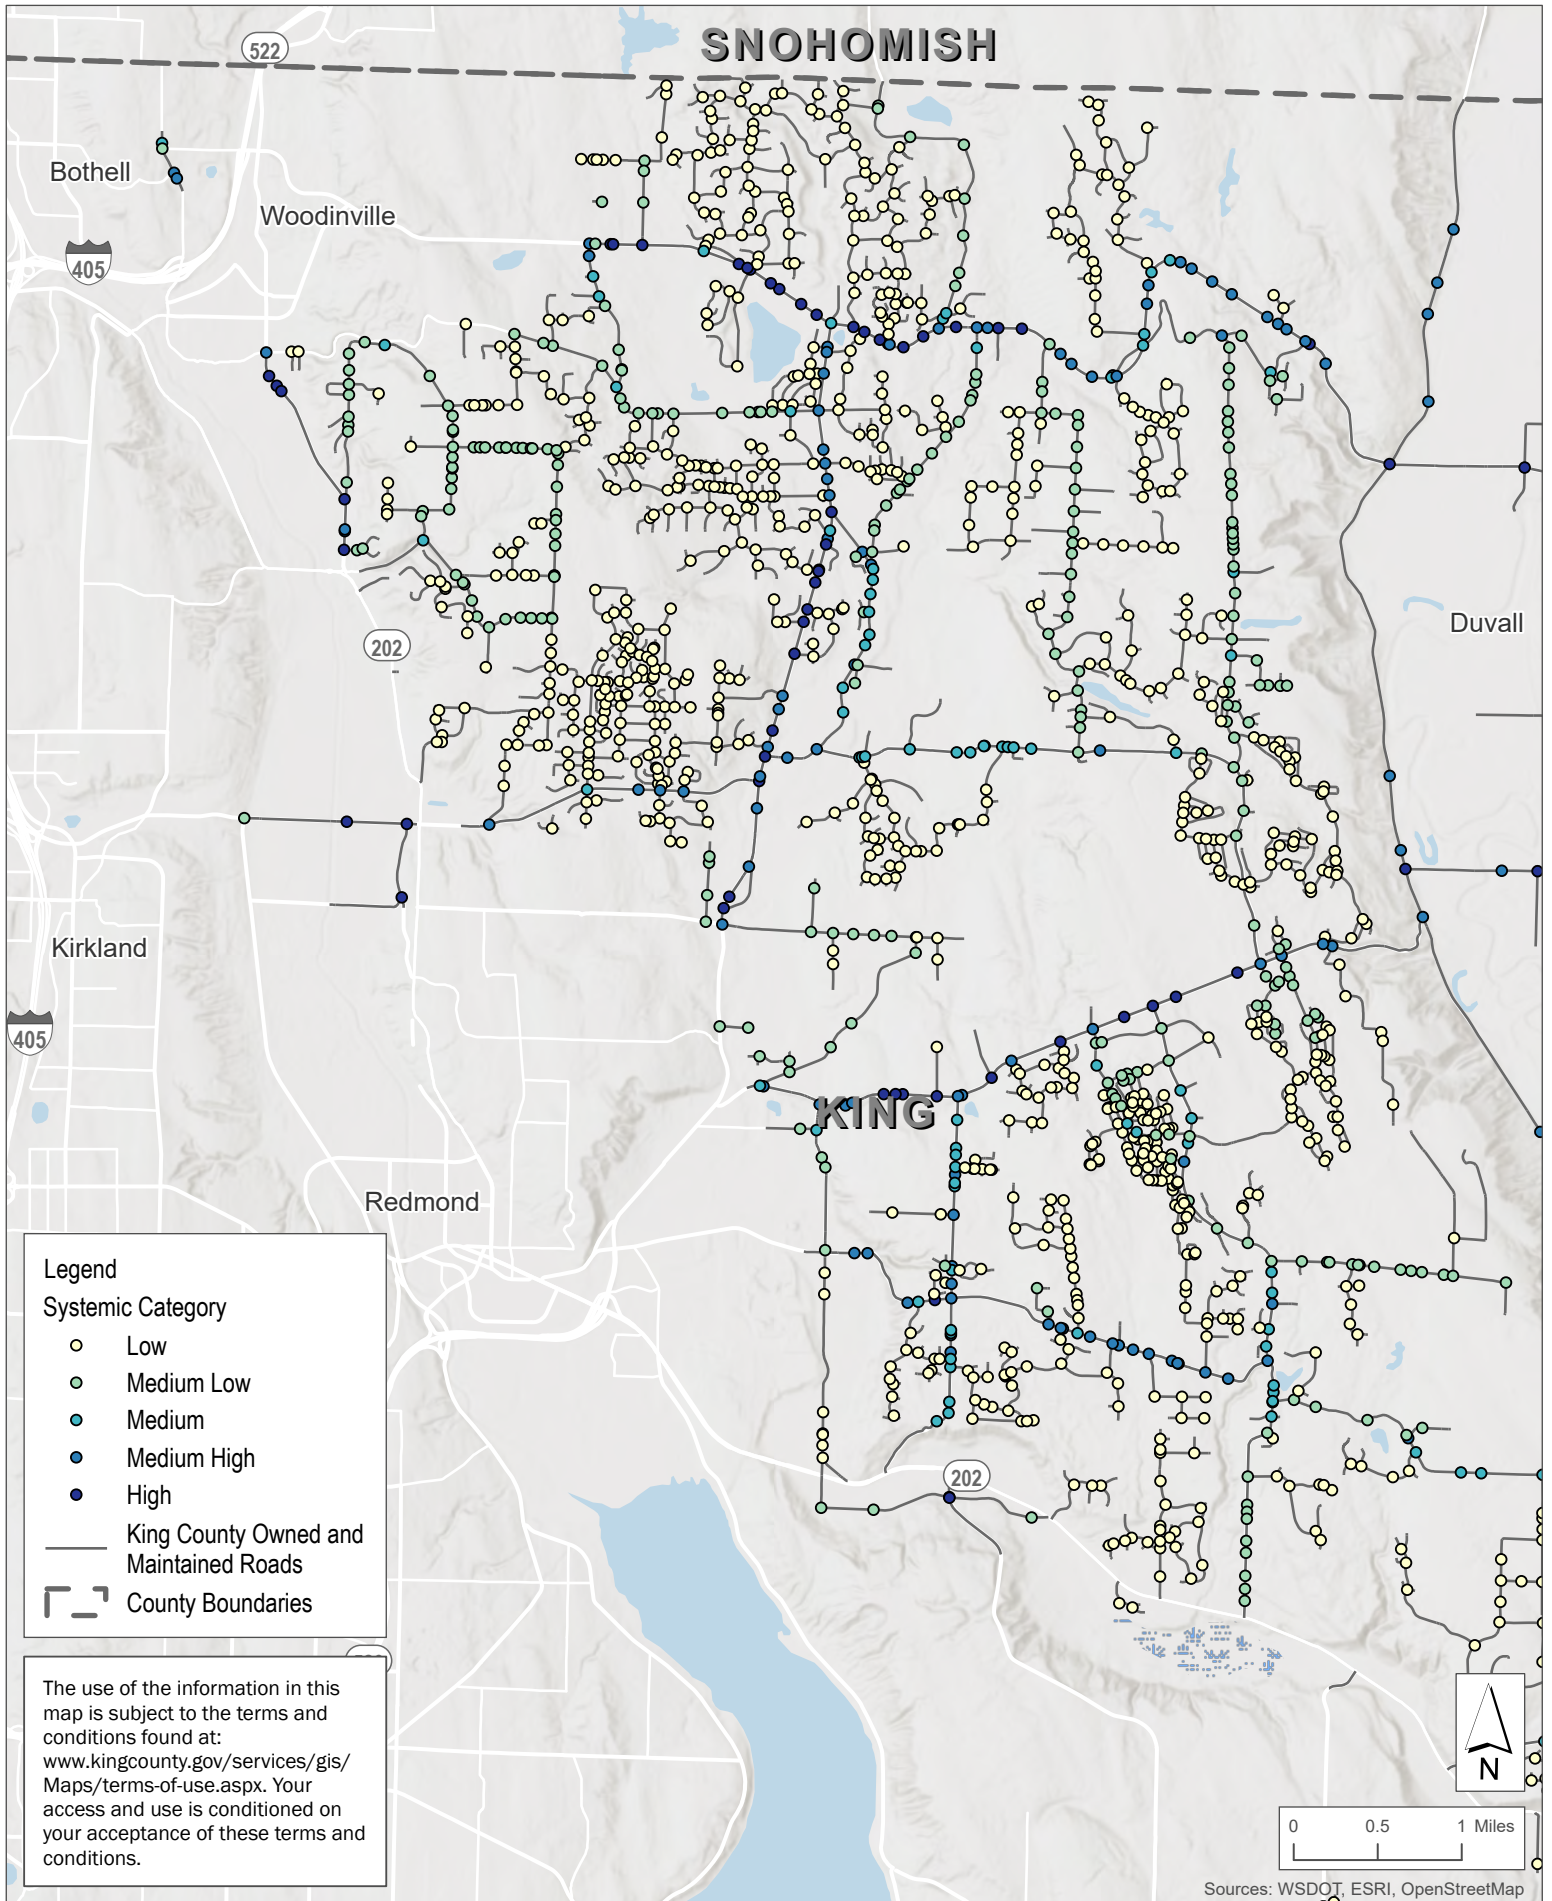 SNOHOMISH
522
Bothell
Woodinville
405
Duvall
202
Kirkland
405
KING
Redmond
202
Legend
Systemic Category
Low
Medium Low
Medium
Medium High
High
King County Owned and
Maintained Roads
County Boundaries
The use of the information in this
map is subject to the terms and
conditions found at:
www.kingcounty.gov/services/gis/
Maps/terms-of-use.aspx. Your
access and use is conditioned on
your acceptance of these terms and
conditions.
N
0 0.5 1 Miles
Sources: WSDOT, ESRI, OpenStreetMap